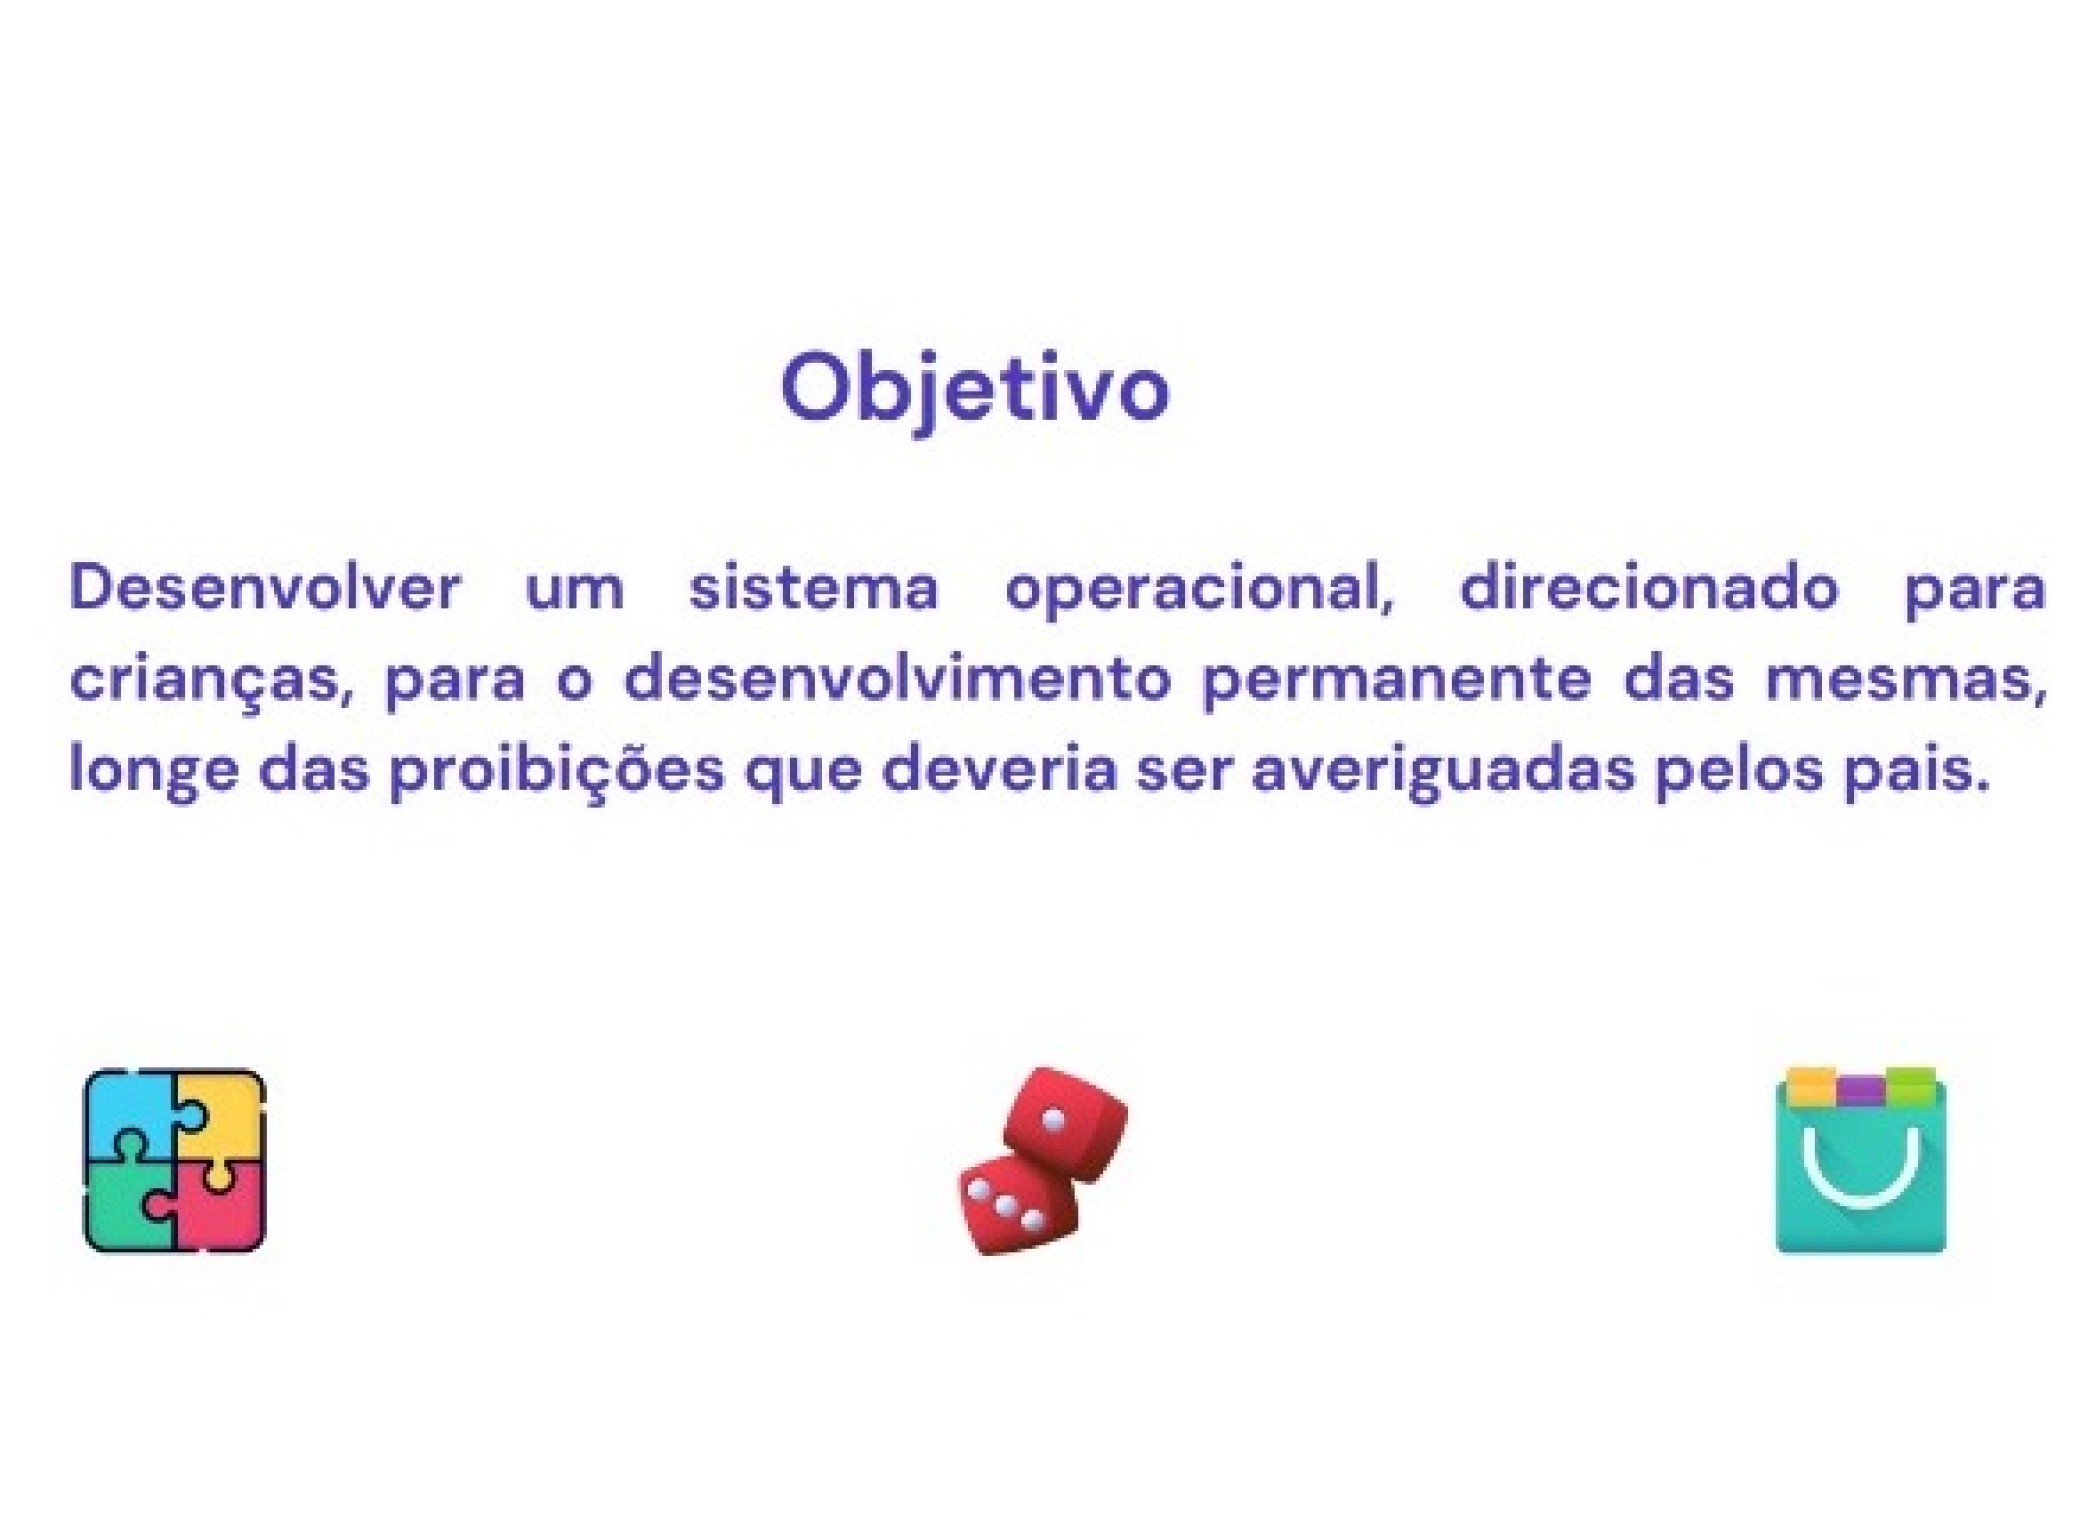 Objetivo
Desenvolver um sistema operacional, direcionado para
crianças, para o desenvolvimento permanente das mesmas,
longe das proibições que deveria ser averiguadas pelos pais.